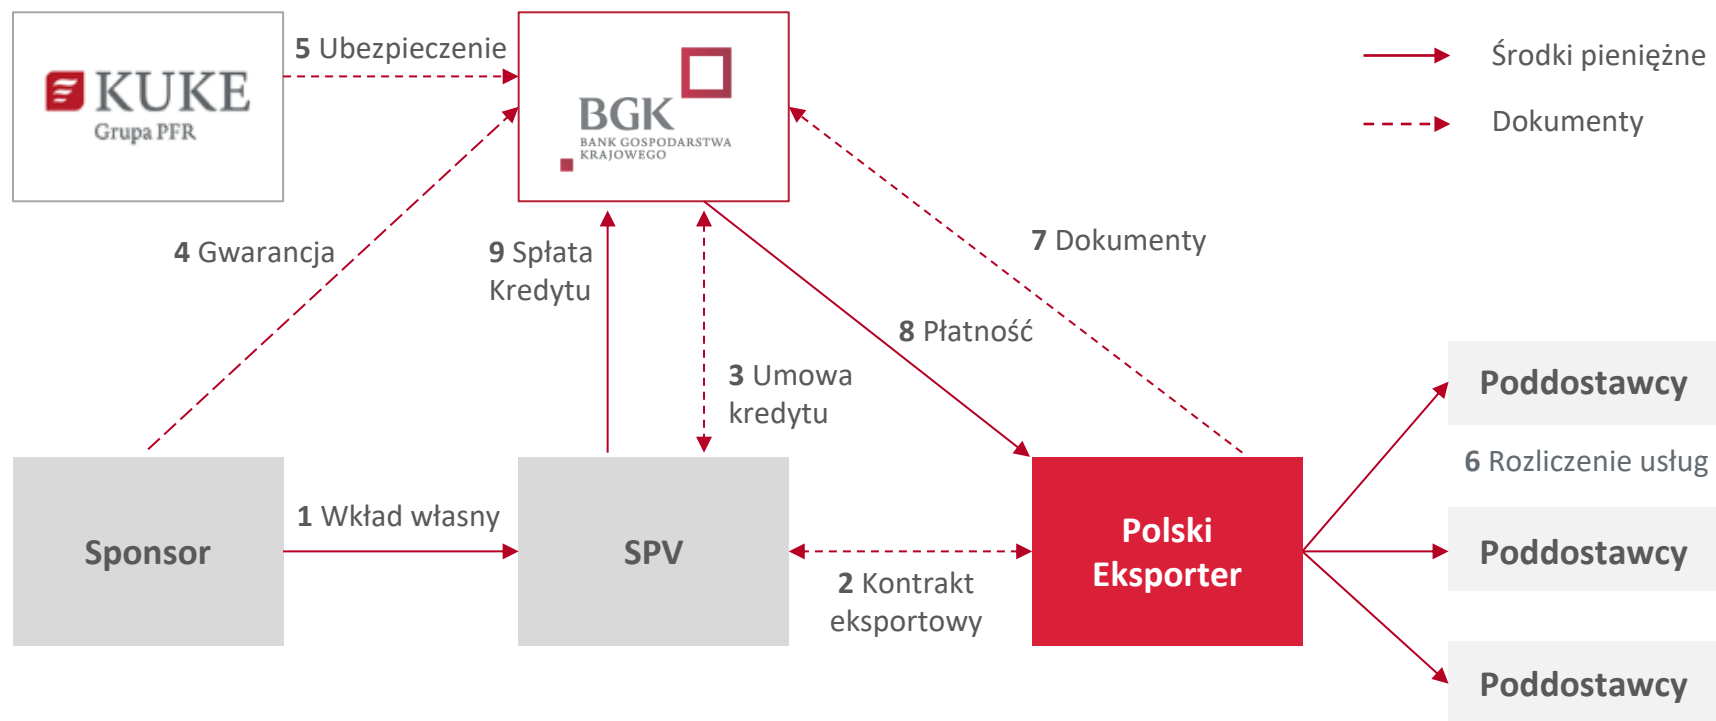 5 Ubezpieczenie
KUKE
Grupa PFR
BGK
BANK GOSPODARSTWA
KRAJOWEGO
Środki pieniężne
Dokumenty
4 Gwarancja
9 Spłata
Kredytu
7 Dokumenty
8 Płatność
3 Umowa
kredytu
Poddostawcy
6 Rozliczenie usług
Sponsor
1 Wkład własny
SPV
2 Kontrakt
eksportowy
Polski
Eksporter
Poddostawcy
Poddostawcy